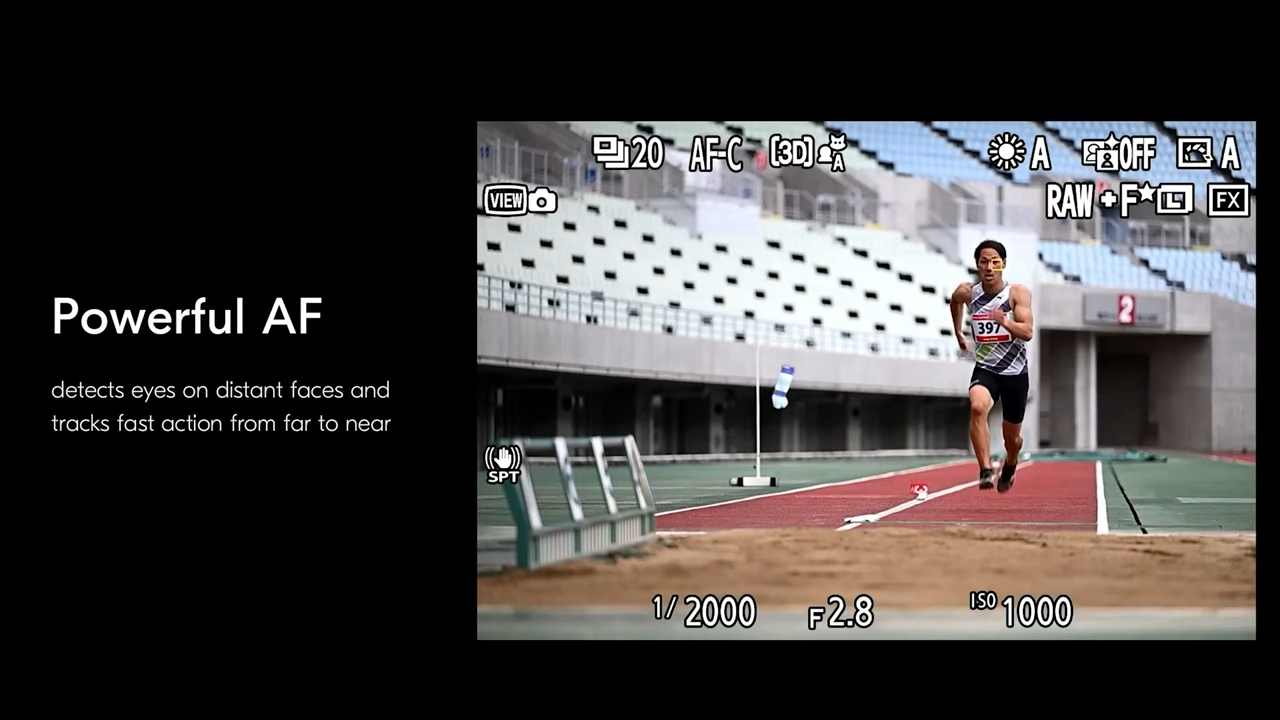 Powerful AF
detects eyes on distant faces and
tracks fast action from far to near
20 AF-C [3D] A A OFF A
VIEW RAW+F★ L FX
397
2
SPT
1/2000 F2.8 ISO 1000